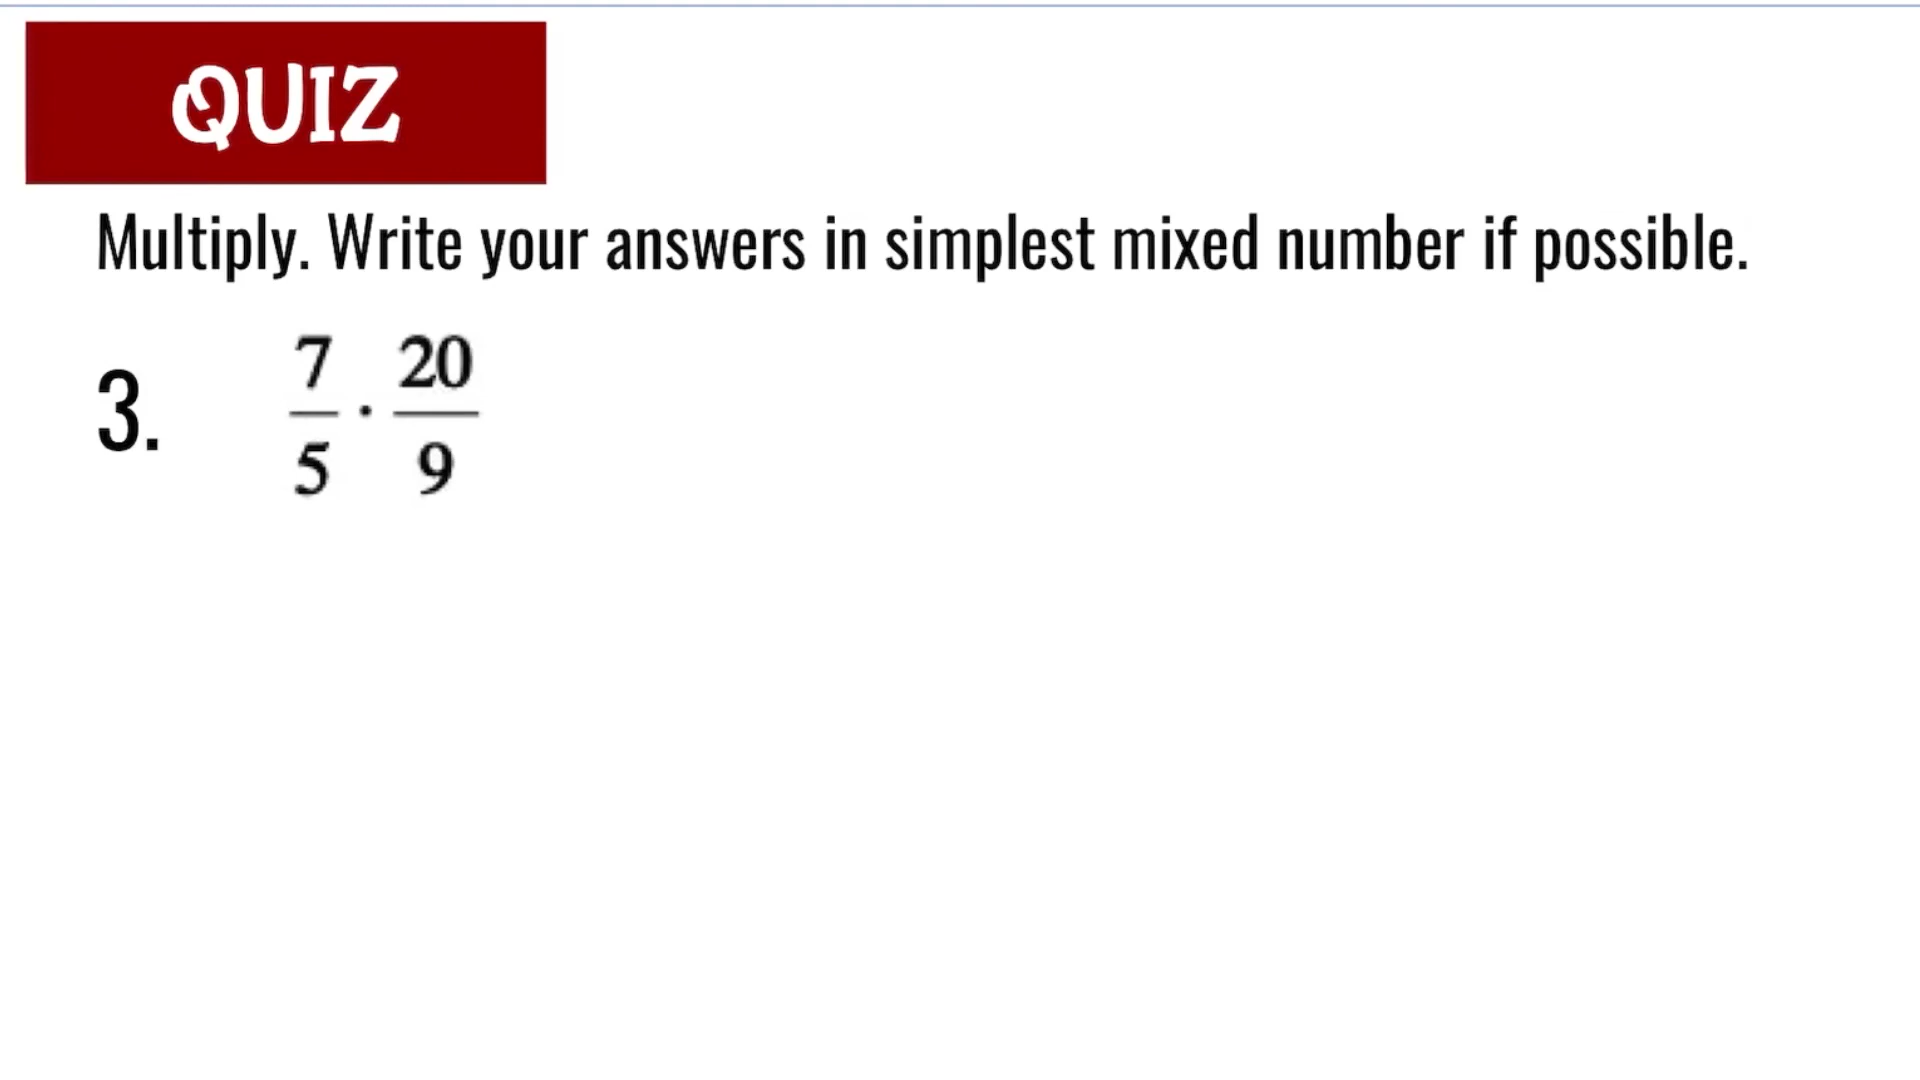 QUIZ
Multiply. Write your answers in simplest mixed number if possible.
3. 7/5 · 20/9